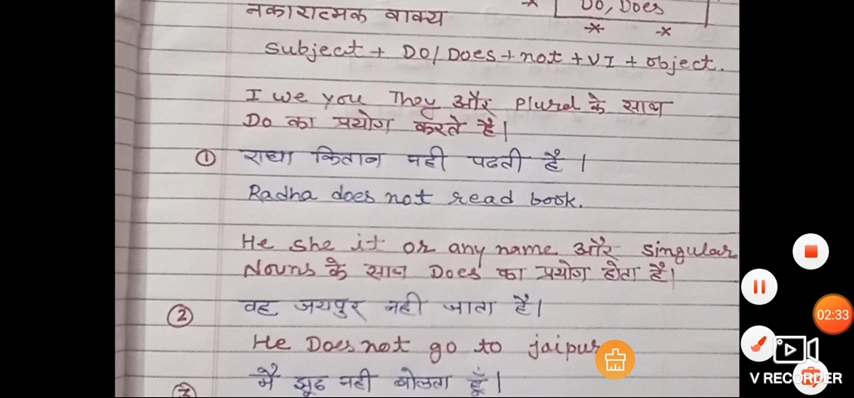 नकारात्मक वाक्य
DO, Does
Subject + DO/Does + not + VI + object.
I we you They और Plural के साथ
Do का प्रयोग करते है।
① राधा किताब नही पढती है ।
Radha does not read book.
He she it or any name और singular
Nouns के साथ Does का प्रयोग होता है।
② वह जयपुर नही जाता है।
He Does not go to jaipur
③ मै झूठ नही बोलता हूँ।
02:33
V RECORDER